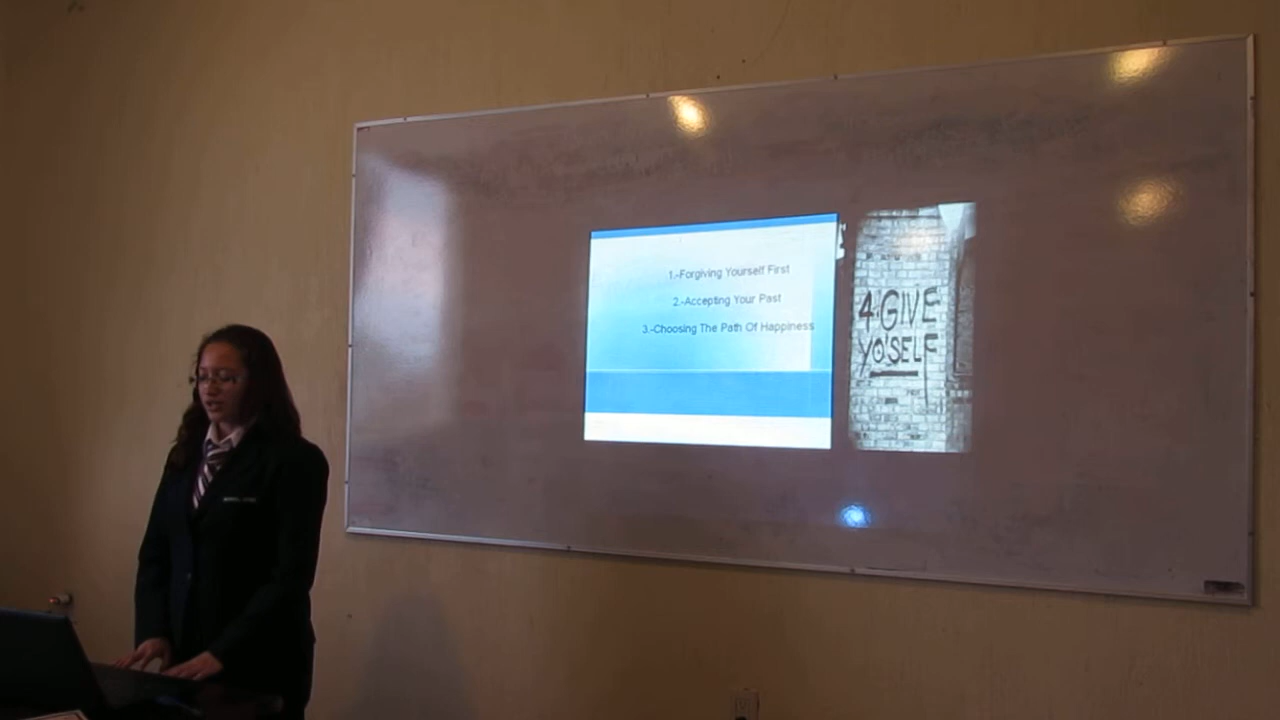 1.-Forgiving Yourself First
2.-Accepting Your Past
3.-Choosing The Path Of Happiness
4·GIVE
YO'SELF